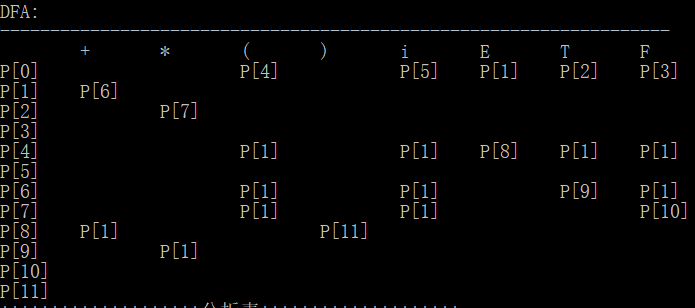 DFA:
--------------------------------------------------------------------
+ * ( ) i E T F
P[0] P[4] P[5] P[1] P[2] P[3]
P[1] P[6]
P[2] P[7]
P[3]
P[4] P[1] P[1] P[8] P[1] P[1]
P[5]
P[6] P[1] P[1] P[9] P[1]
P[7] P[1] P[1] P[10]
P[8] P[1] P[11]
P[9] P[1]
P[10]
P[11]
分析表